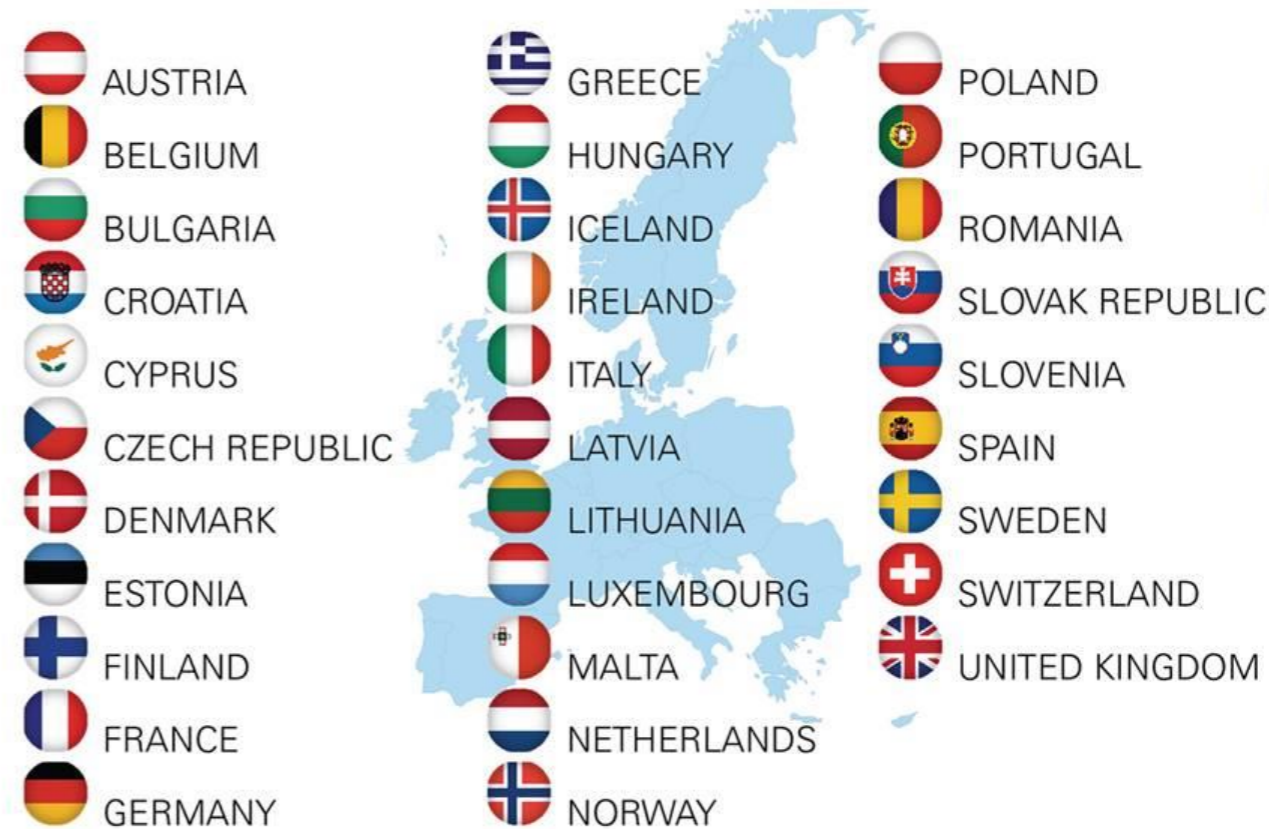 AUSTRIA
BELGIUM
BULGARIA
CROATIA
CYPRUS
CZECH REPUBLIC
DENMARK
ESTONIA
FINLAND
FRANCE
GERMANY
GREECE
HUNGARY
ICELAND
IRELAND
ITALY
LATVIA
LITHUANIA
LUXEMBOURG
MALTA
NETHERLANDS
NORWAY
POLAND
PORTUGAL
ROMANIA
SLOVAK REPUBLIC
SLOVENIA
SPAIN
SWEDEN
SWITZERLAND
UNITED KINGDOM